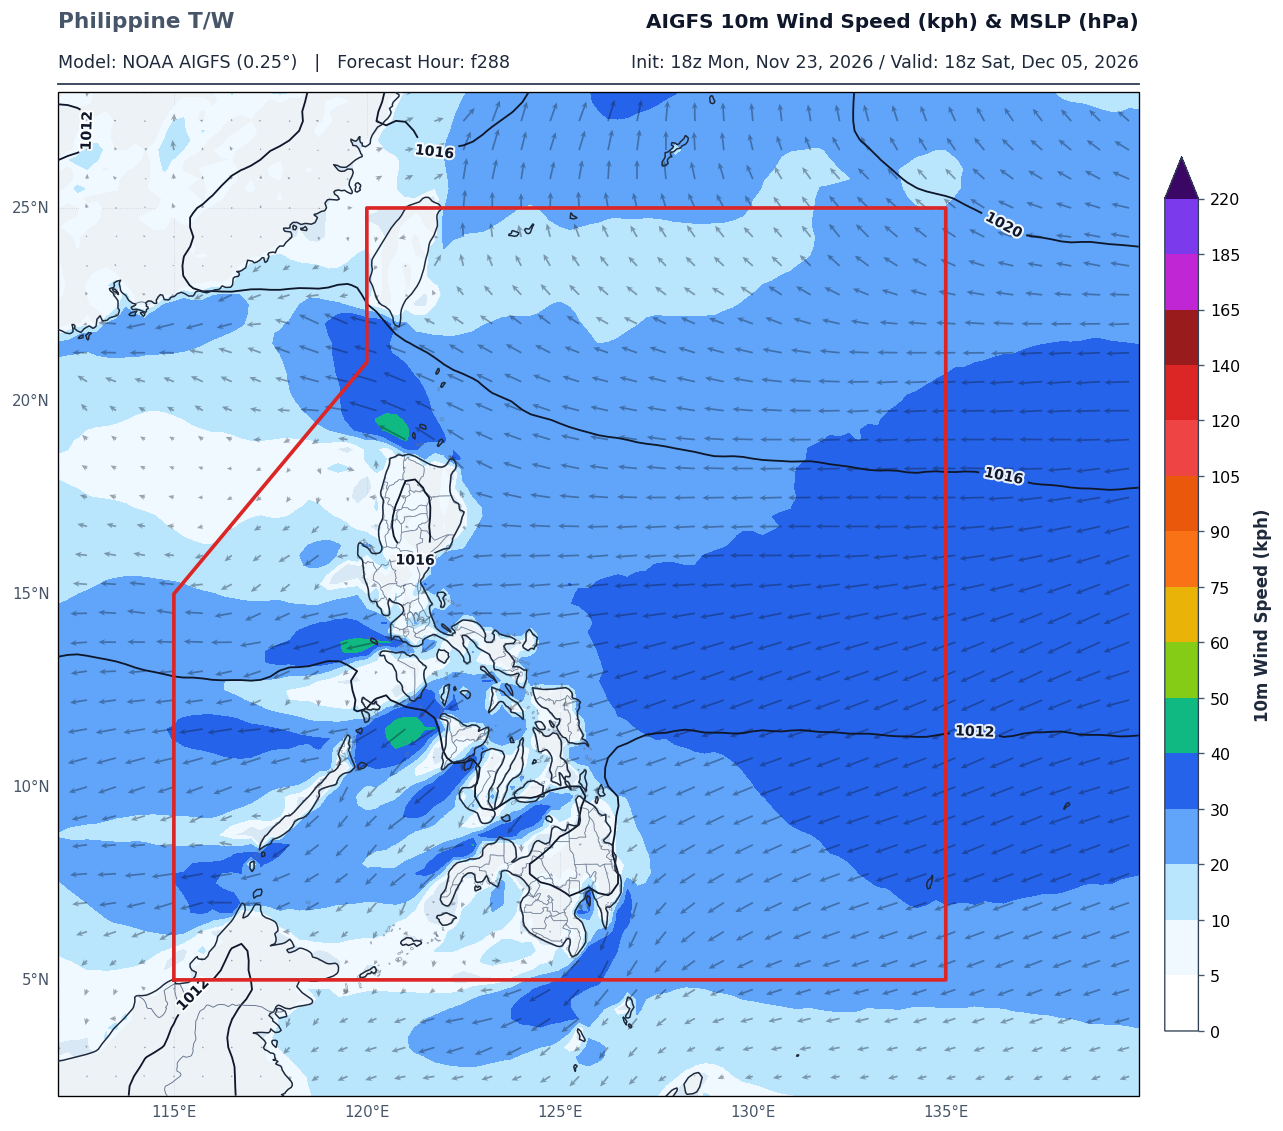 Philippine T/W
AIGFS 10m Wind Speed (kph) & MSLP (hPa)
Model: NOAA AIGFS (0.25°) | Forecast Hour: f288
Init: 18z Mon, Nov 23, 2026 / Valid: 18z Sat, Dec 05, 2026
1012
1016
1020
1016
1016
1012
1012
25°N
20°N
15°N
10°N
5°N
115°E
120°E
125°E
130°E
135°E
220
185
165
140
120
105
90
75
60
50
40
30
20
10
5
0
10m Wind Speed (kph)